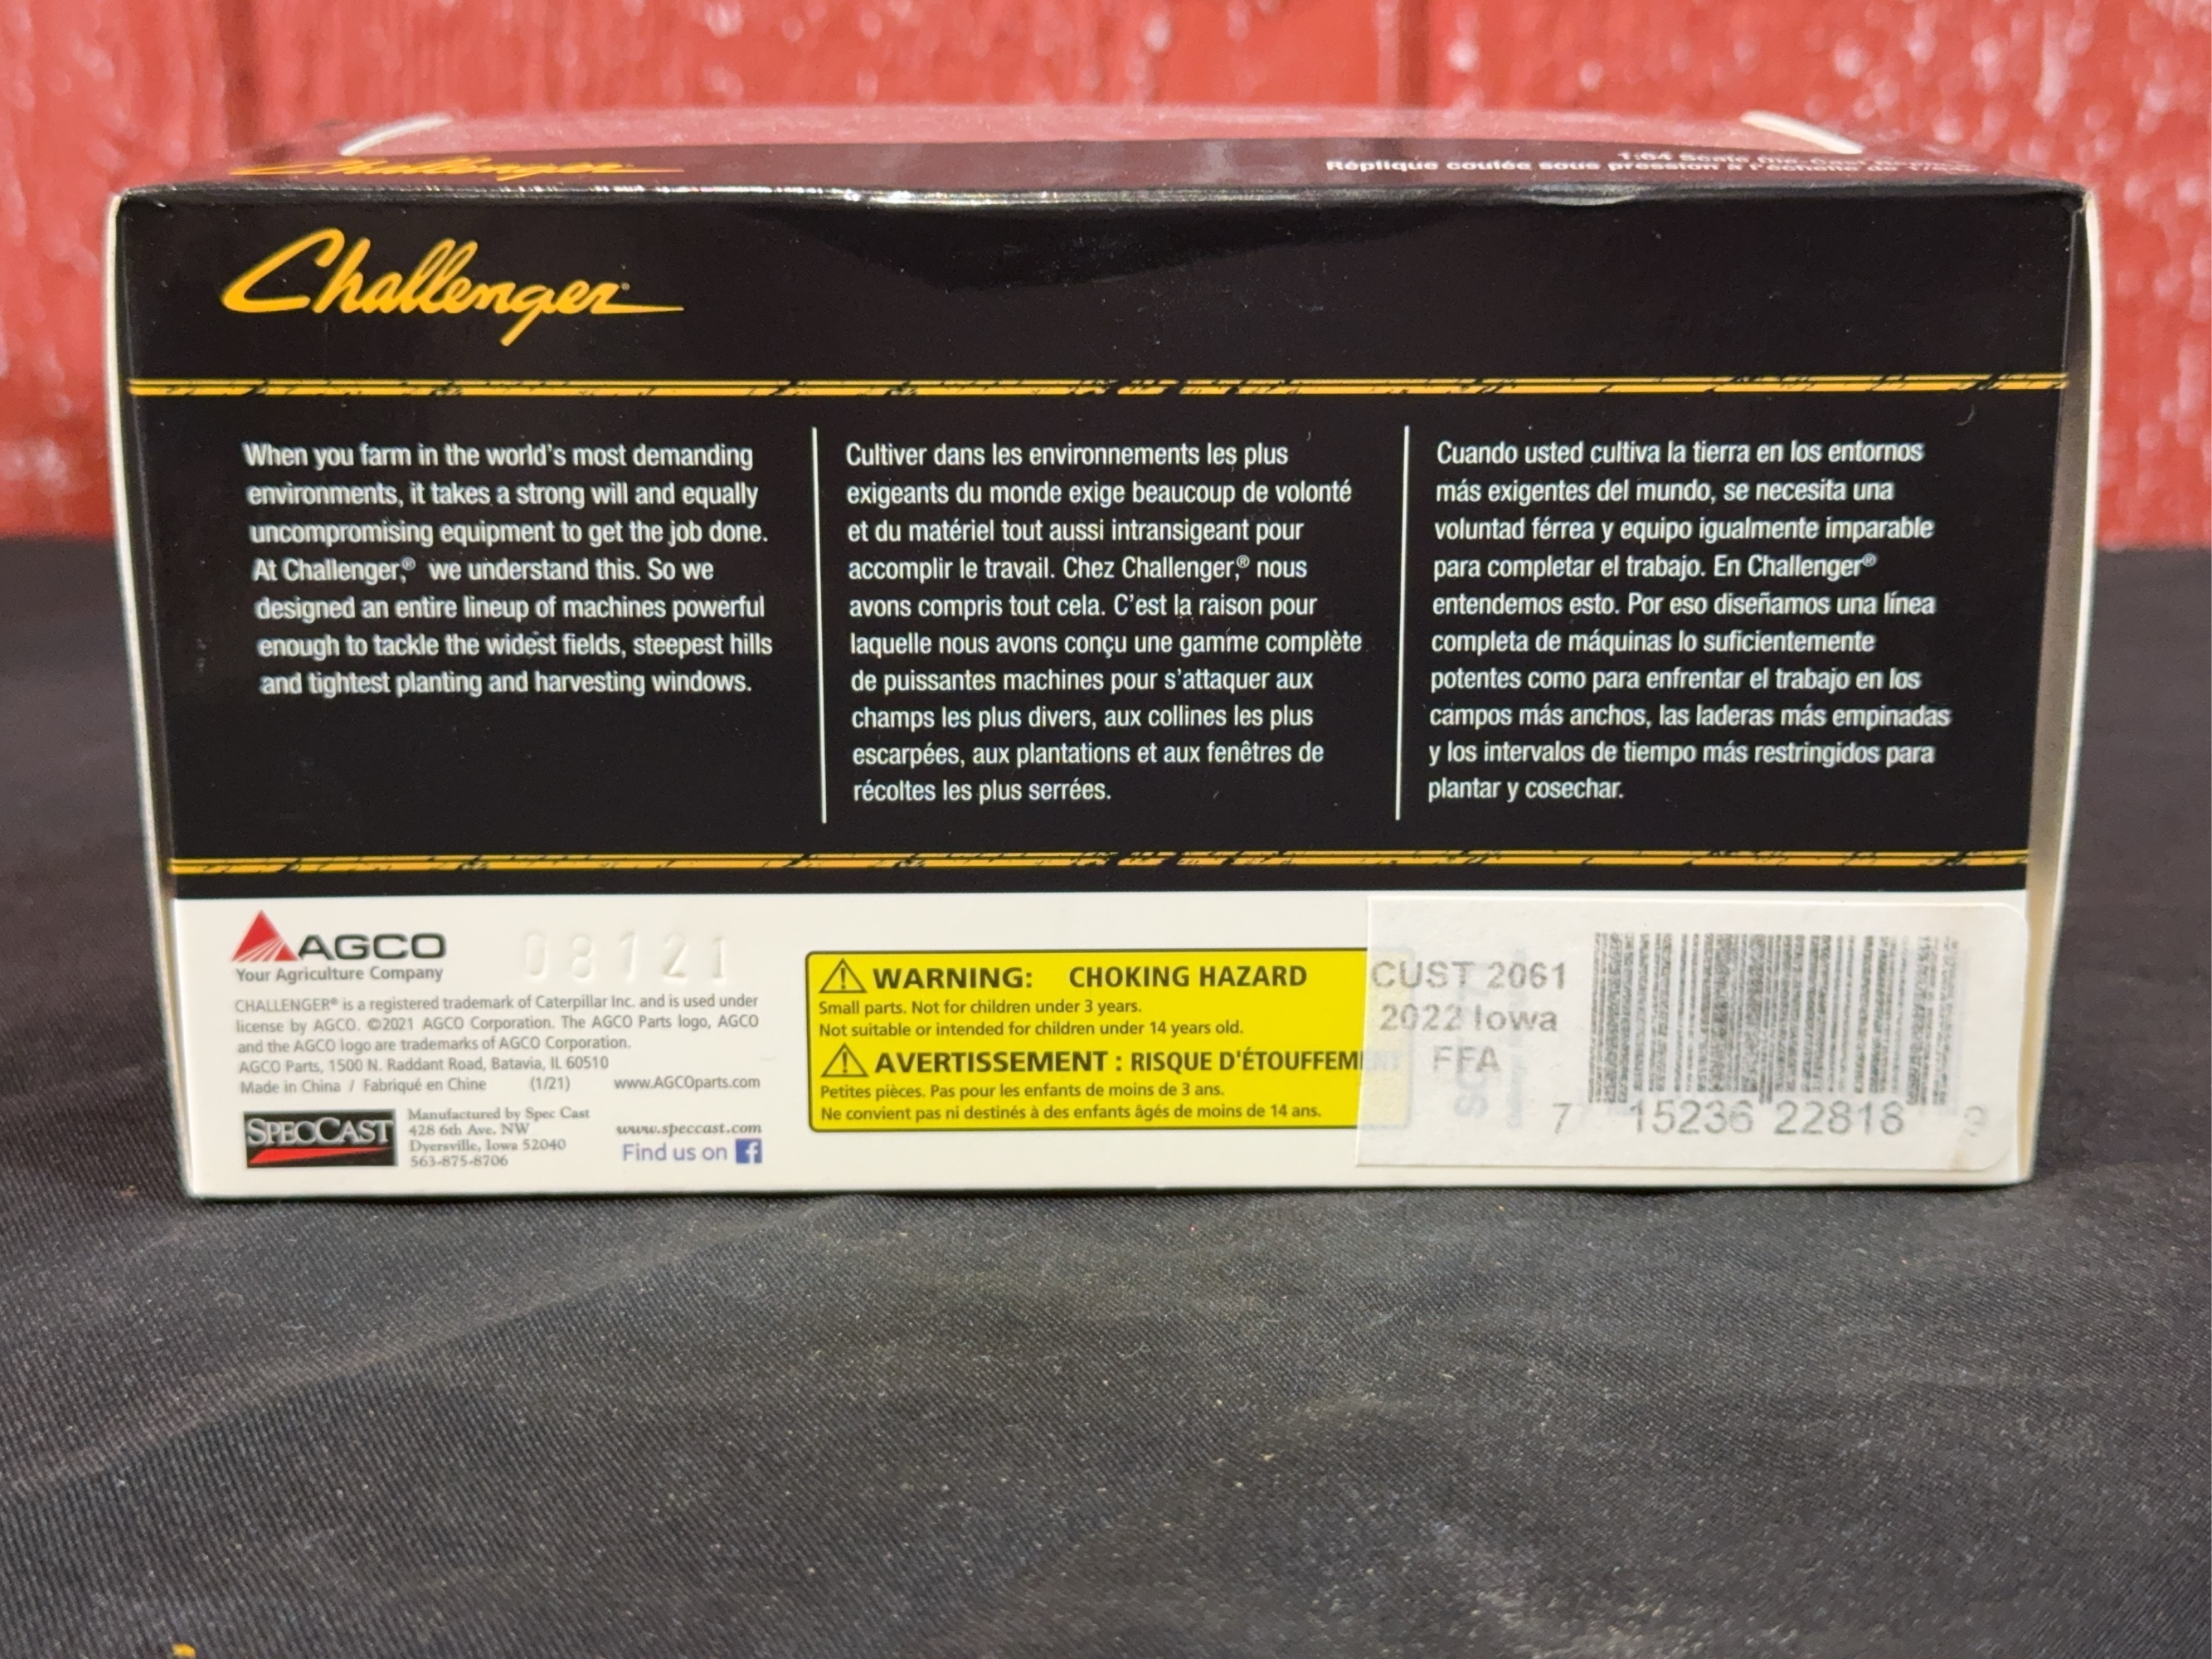 Challenger
1:64 Scale Die-Cast
Réplique coulée sous pression à l'échelle de
Challenger
When you farm in the world's most demanding
environments, it takes a strong will and equally
uncompromising equipment to get the job done.
At Challenger,® we understand this. So we
designed an entire lineup of machines powerful
enough to tackle the widest fields, steepest hills
and tightest planting and harvesting windows.
Cultiver dans les environnements les plus
exigeants du monde exige beaucoup de volonté
et du matériel tout aussi intransigeant pour
accomplir le travail. Chez Challenger,® nous
avons compris tout cela. C'est la raison pour
laquelle nous avons conçu une gamme complète
de puissantes machines pour s'attaquer aux
champs les plus divers, aux collines les plus
escarpées, aux plantations et aux fenêtres de
récoltes les plus serrées.
Cuando usted cultiva la tierra en los entornos
más exigentes del mundo, se necesita una
voluntad férrea y equipo igualmente imparable
para completar el trabajo. En Challenger®
entendemos esto. Por eso diseñamos una línea
completa de máquinas lo suficientemente
potentes como para enfrentar el trabajo en los
campos más anchos, las laderas más empinadas
y los intervalos de tiempo más restringidos para
plantar y cosechar.
AGCO
Your Agriculture Company
08121
CHALLENGER® is a registered trademark of Caterpillar Inc. and is used under
license by AGCO. ©2021 AGCO Corporation. The AGCO Parts logo, AGCO
and the AGCO logo are trademarks of AGCO Corporation.
AGCO Parts, 1500 N. Raddant Road, Batavia, IL 60510
Made in China / Fabriqué en Chine (1/21) www.AGCOparts.com
SPECCAST
Manufactured by Spec Cast
428 6th Ave. NW
Dyersville, Iowa 52040
563-875-8706
www.speccast.com
Find us on f
WARNING: CHOKING HAZARD
Small parts. Not for children under 3 years.
Not suitable or intended for children under 14 years old.
AVERTISSEMENT : RISQUE D'ÉTOUFFEMENT
Petites pièces. Pas pour les enfants de moins de 3 ans.
Ne convient pas ni destinés à des enfants âgés de moins de 14 ans.
CUST 2061
2022 Iowa
FFA
7 15236 22818 9